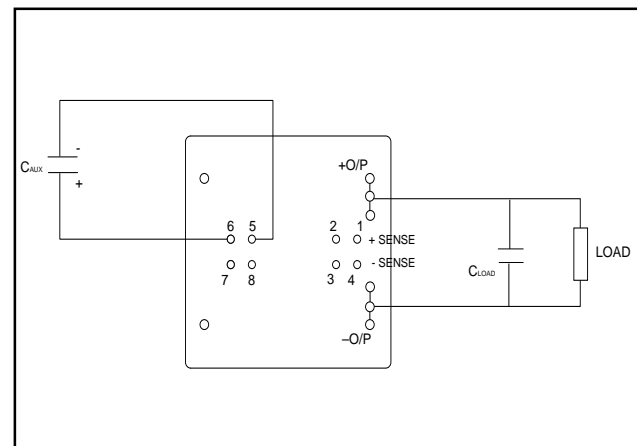 -
CAUX
+
+O/P
6 5 2 1
+ SENSE
7 8 3 4
- SENSE
–O/P
CLOAD
LOAD